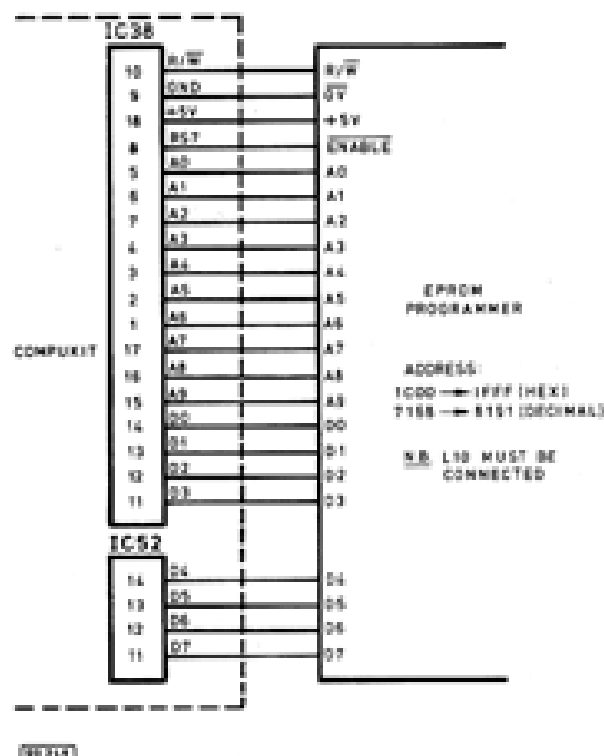 IC38
10 R/W R/W
9 GND 0V
18 +5V +5V
8 RS7 ENABLE
5 A0 A0
6 A1 A1
7 A2 A2
4 A3 A3
3 A4 A4
2 A5 A5
1 A6 A6
17 A7 A7
16 A8 A8
15 A9 A9
14 D0 D0
13 D1 D1
12 D2 D2
11 D3 D3
COMPUKIT
EPROM
PROGRAMMER
ADDRESS:
1C00 → 1FFF (HEX)
7168 → 8191 (DECIMAL)
N.B. L10 MUST BE
CONNECTED
IC52
14 D4 D4
13 D5 D5
12 D6 D6
11 D7 D7